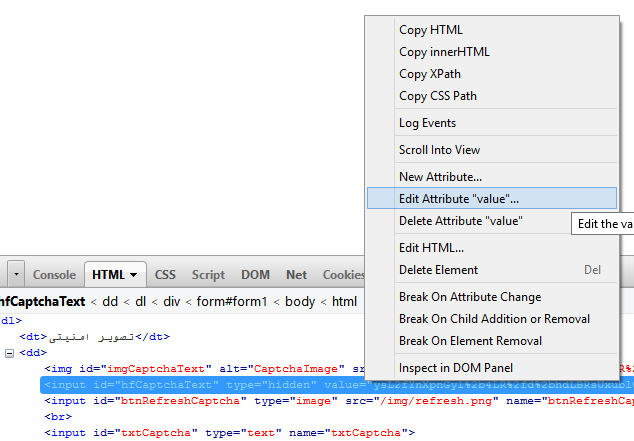 Copy HTML
Copy innerHTML
Copy XPath
Copy CSS Path
Log Events
Scroll Into View
New Attribute...
Edit Attribute "value"...
Delete Attribute "value"
Edit the va
Edit HTML...
Delete Element Del
Break On Attribute Change
Break On Child Addition or Removal
Break On Element Removal
Inspect in DOM Panel
Console HTML CSS Script DOM Net Cookies
hfCaptchaText < dd < dl < div < form#form1 < body < html
dl>
<dt>تصویر امنیتی</dt>
<dd>
<img id="imgCaptchaText" alt="CaptchaImage"
<input id="hfCaptchaText" type="hidden" value=
<input id="btnRefreshCaptcha" type="image" src="/img/refresh.png" name="btnRefreshCa
<br>
<input id="txtCaptcha" type="text" name="txtCaptcha">